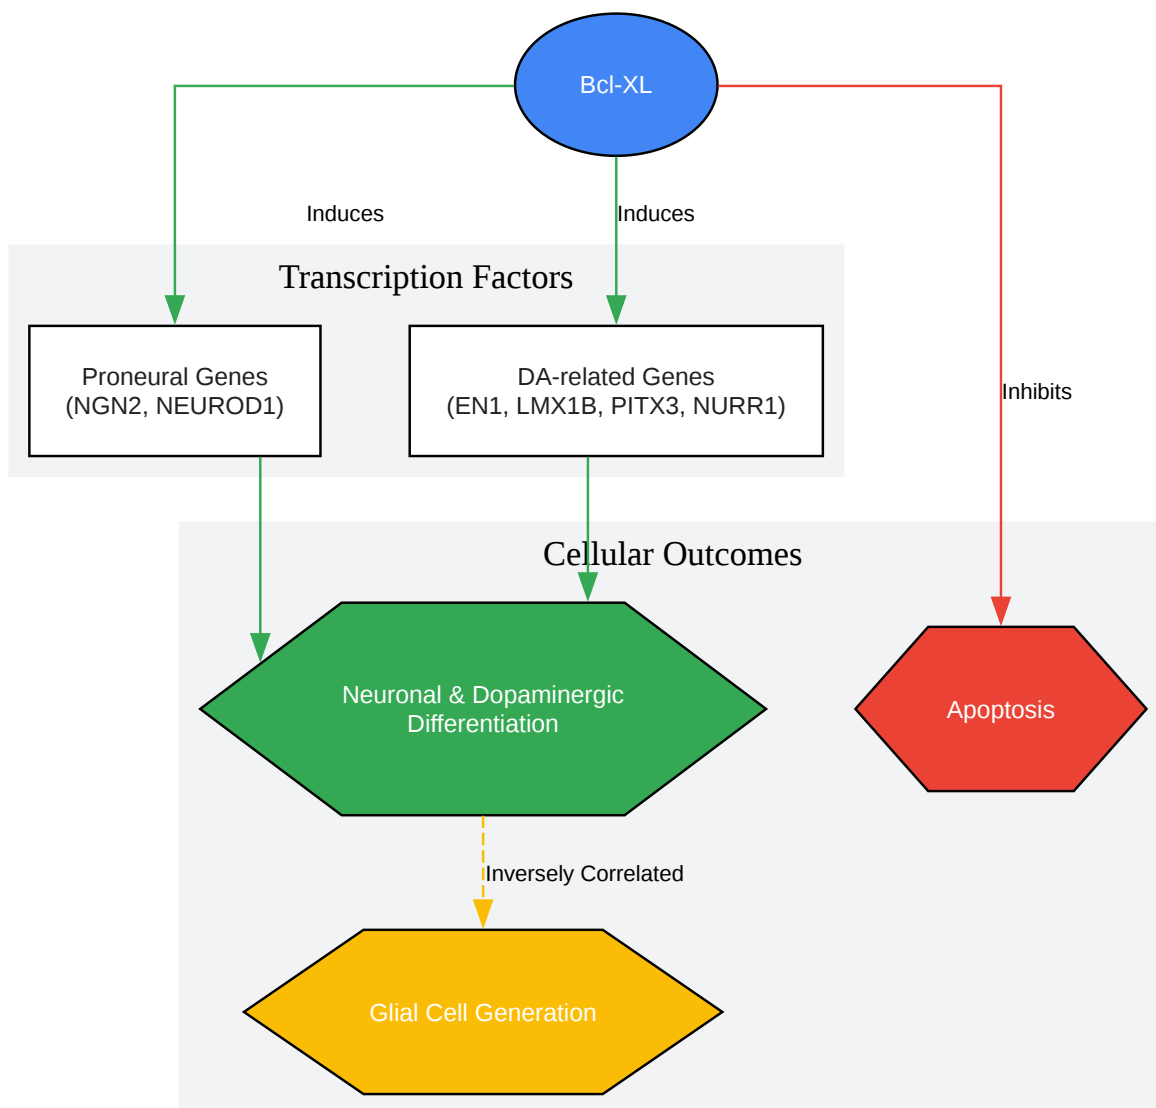 Bcl-XL
Induces
Induces
Transcription Factors
Proneural Genes
(NGN2, NEUROD1)
DA-related Genes
(EN1, LMX1B, PITX3, NURR1)
Inhibits
Cellular Outcomes
Neuronal & Dopaminergic
Differentiation
Apoptosis
Inversely Correlated
Glial Cell Generation